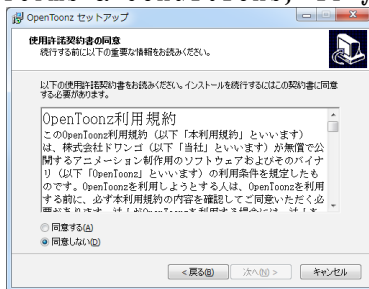 OpenToonz セットアップ
使用許諾契約書の同意
続行する前に以下の重要な情報をお読みください。
以下の使用許諾契約書をお読みください。インストールを続行するにはこの契約書に同意
する必要があります。
OpenToonz利用規約
このOpenToonz利用規約（以下「本利用規約」といいます）
は、株式会社ドワンゴ（以下「当社」といいます）が無償で公
開するアニメーション制作用のソフトウェアおよびそのバイナ
リ（以下「OpenToonz」といいます）の利用条件を規定したも
のです。OpenToonzを利用しようとする人は、OpenToonzを利用
する前に、必ず本利用規約の内容を確認してご同意いただく必
同意する(A)
同意しない(D)
< 戻る(B)
次へ(N) >
キャンセル